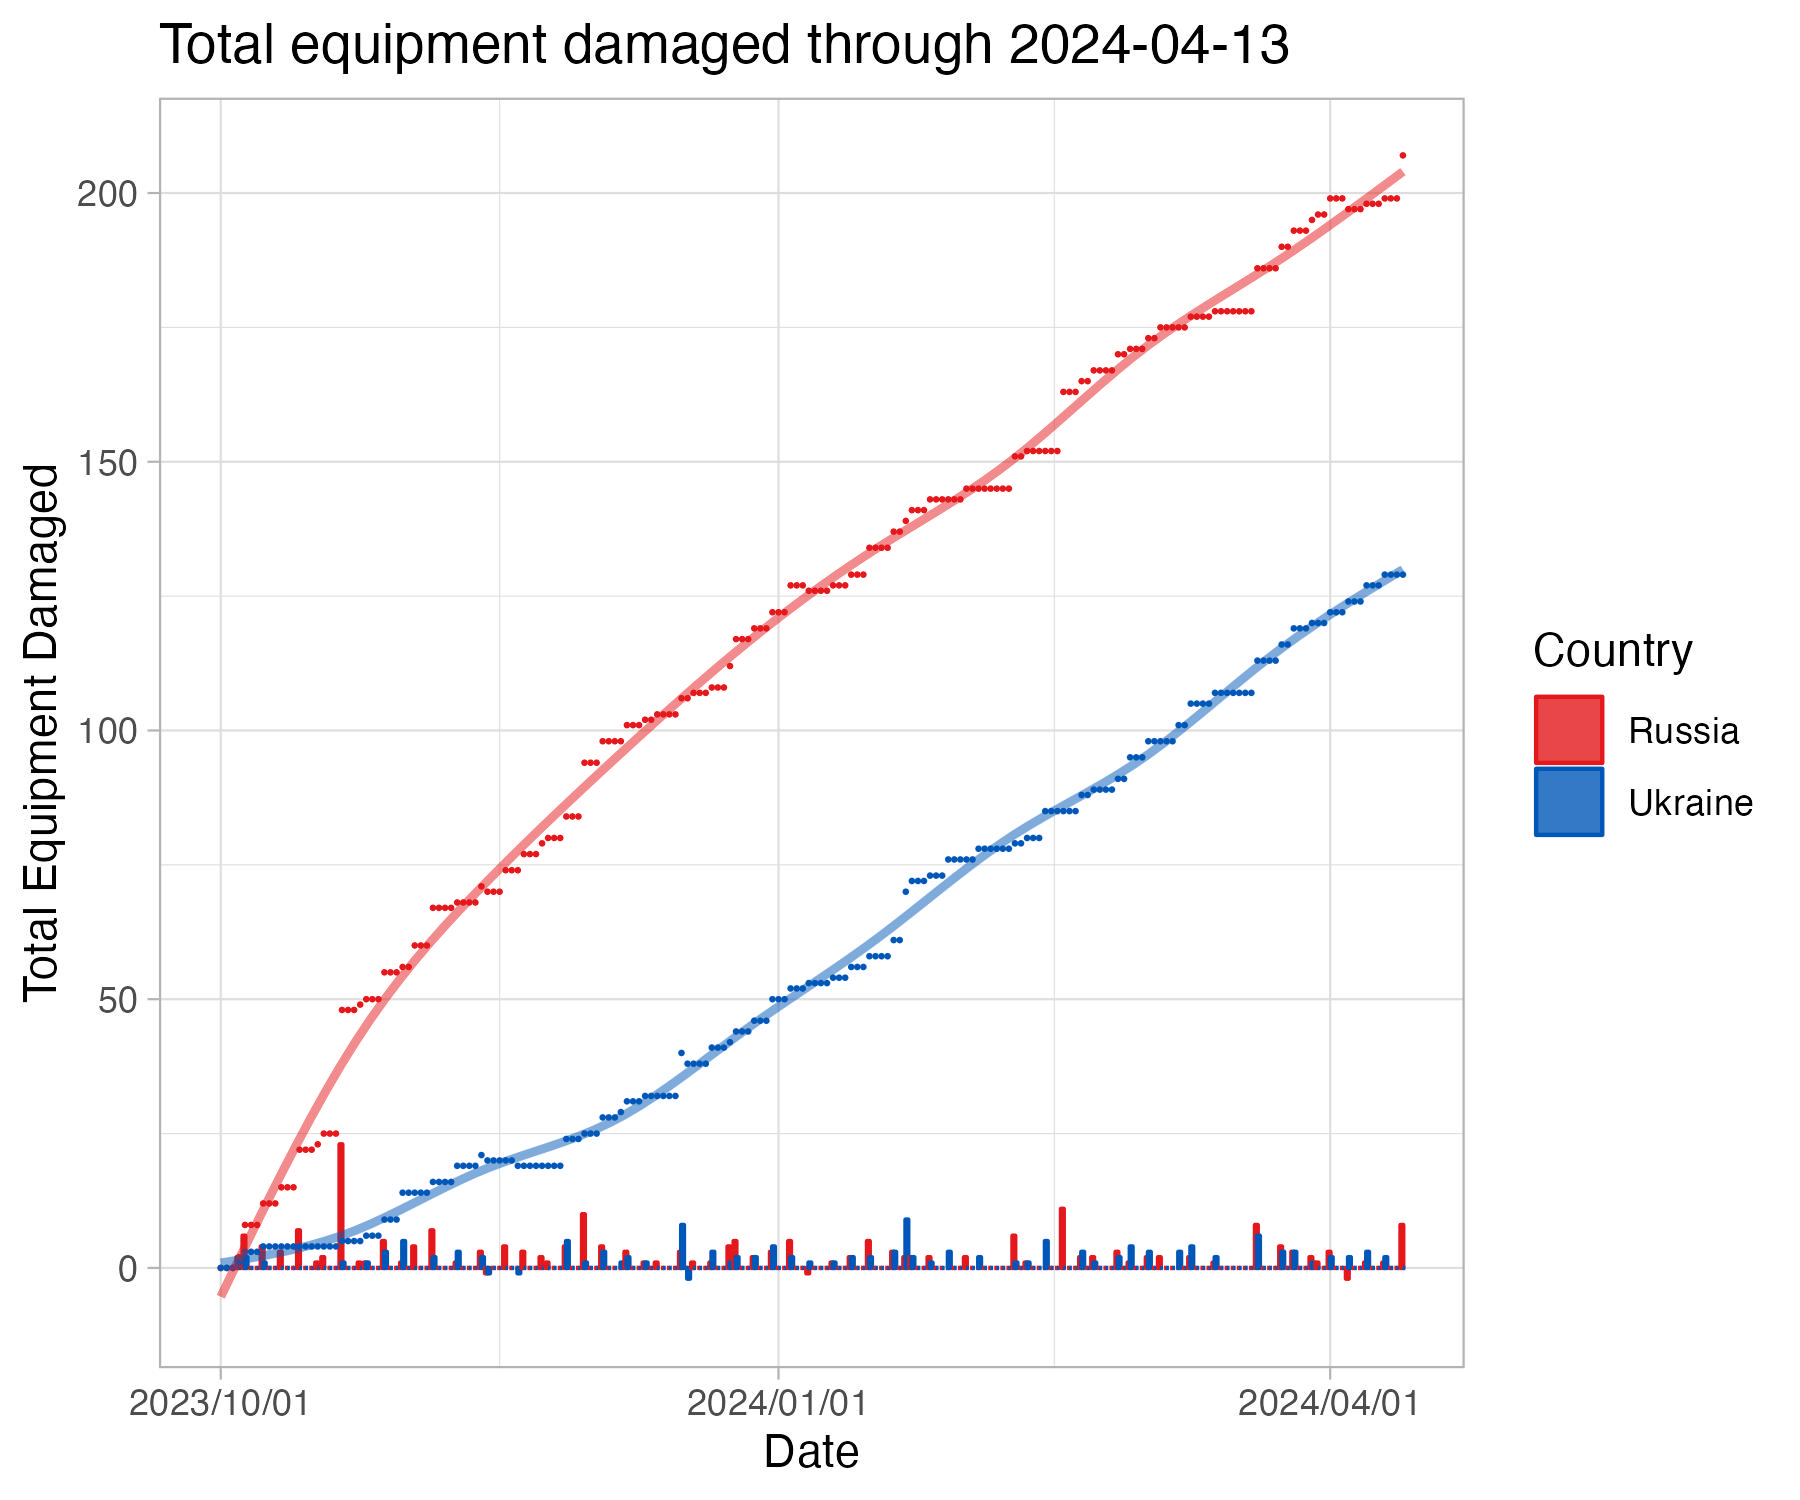 Total equipment damaged through 2024-04-13
Total Equipment Damaged
200
150
100
50
0
2023/10/01
2024/01/01
2024/04/01
Date
Country
Russia
Ukraine